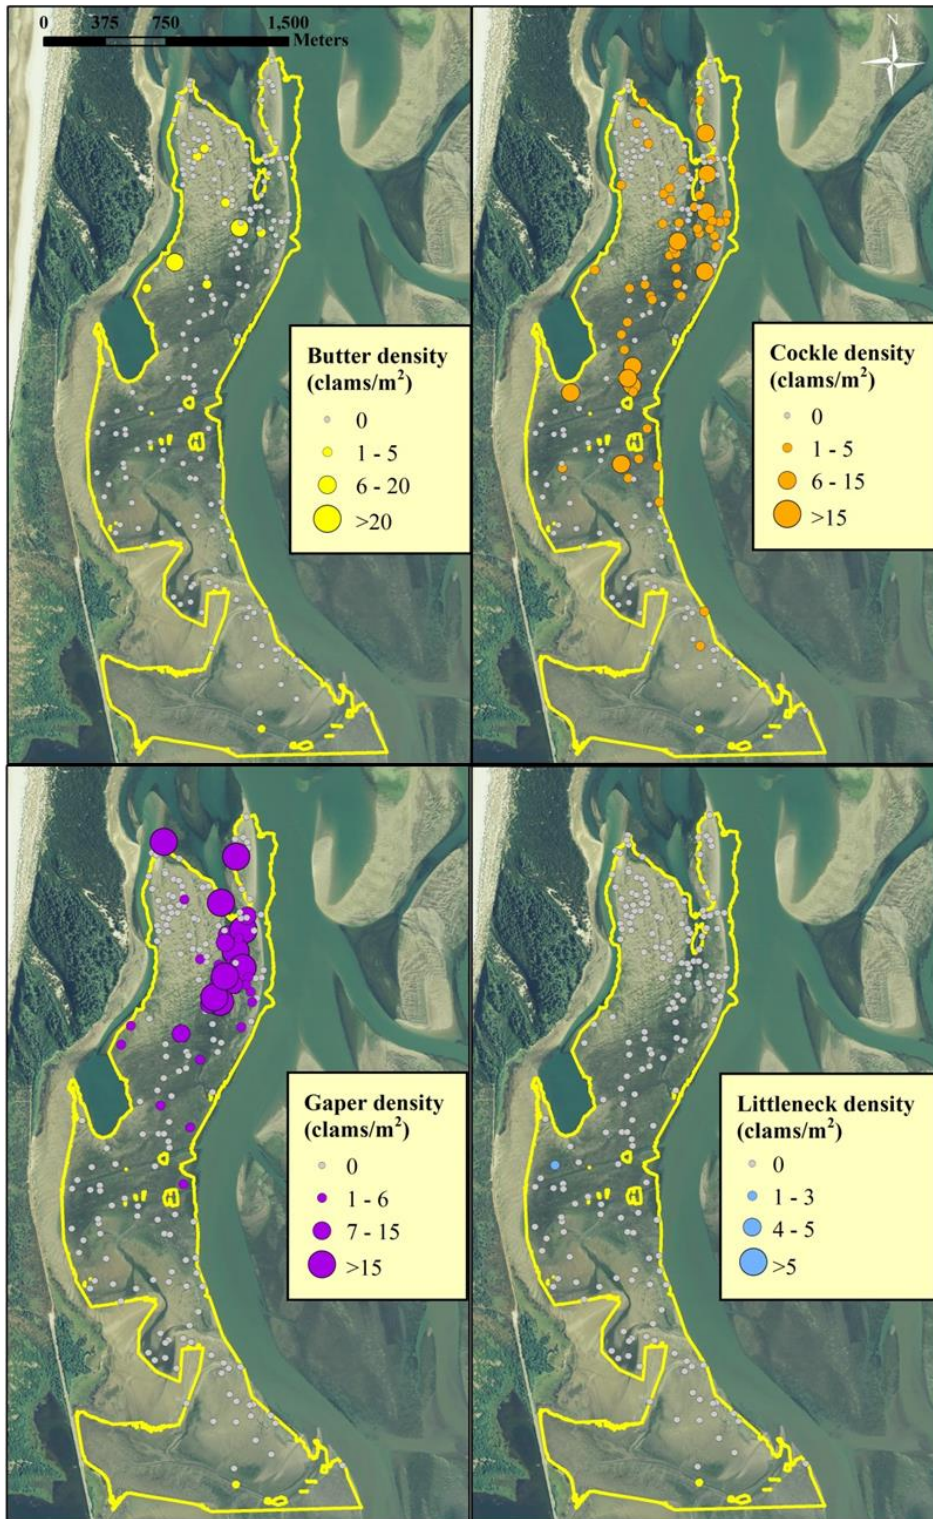 0 375 750 1,500
Meters
N
Butter density
(clams/m²)
0
1 - 5
6 - 20
>20
Cockle density
(clams/m²)
0
1 - 5
6 - 15
>15
Gaper density
(clams/m²)
0
1 - 6
7 - 15
>15
Littleneck density
(clams/m²)
0
1 - 3
4 - 5
>5